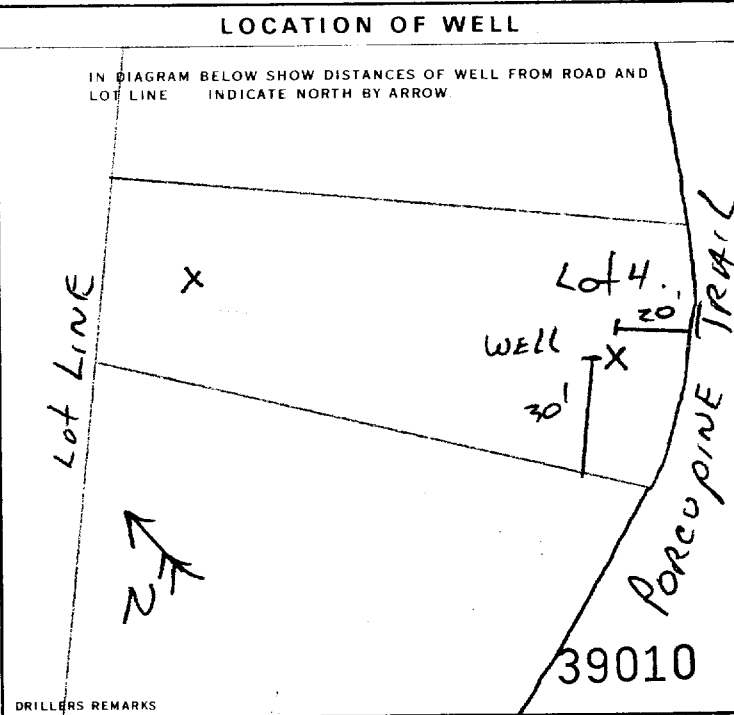 LOCATION OF WELL
IN DIAGRAM BELOW SHOW DISTANCES OF WELL FROM ROAD AND
LOT LINE INDICATE NORTH BY ARROW.
X
Lot 4.
20'
WELL
X
30'
Lot LINE
PORCUPINE TRAIL
N
39010
DRILLERS REMARKS